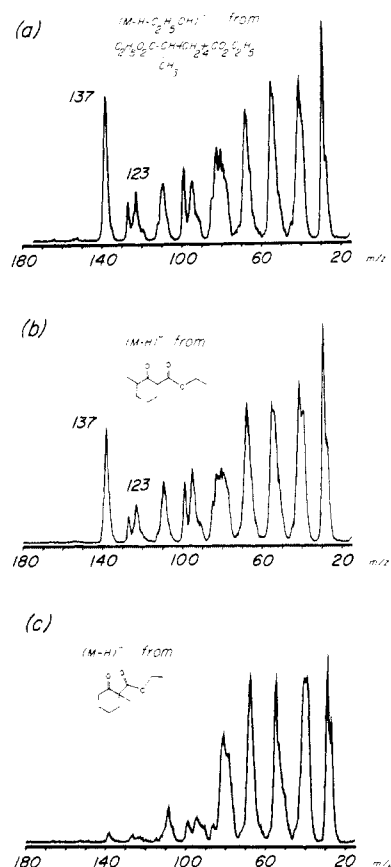 (a)
(M-H-C2H5OH)⁻ from
C2H5O2C-CH(CH2)4CO2C2H5
CH3
137
123
180 140 100 60 20 m/z
(b)
(M-H)⁻ from
O O
O
137
123
180 140 100 60 20 m/z
(c)
(M-H)⁻ from
O O
O
180 140 100 60 20 m/z